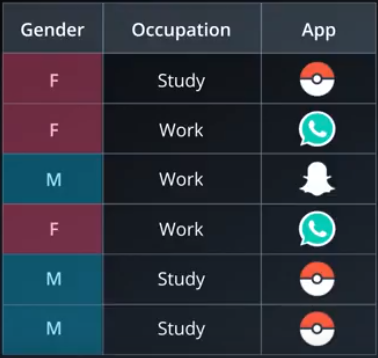 Gender Occupation App
F Study
F Work
M Work
F Work
M Study
M Study